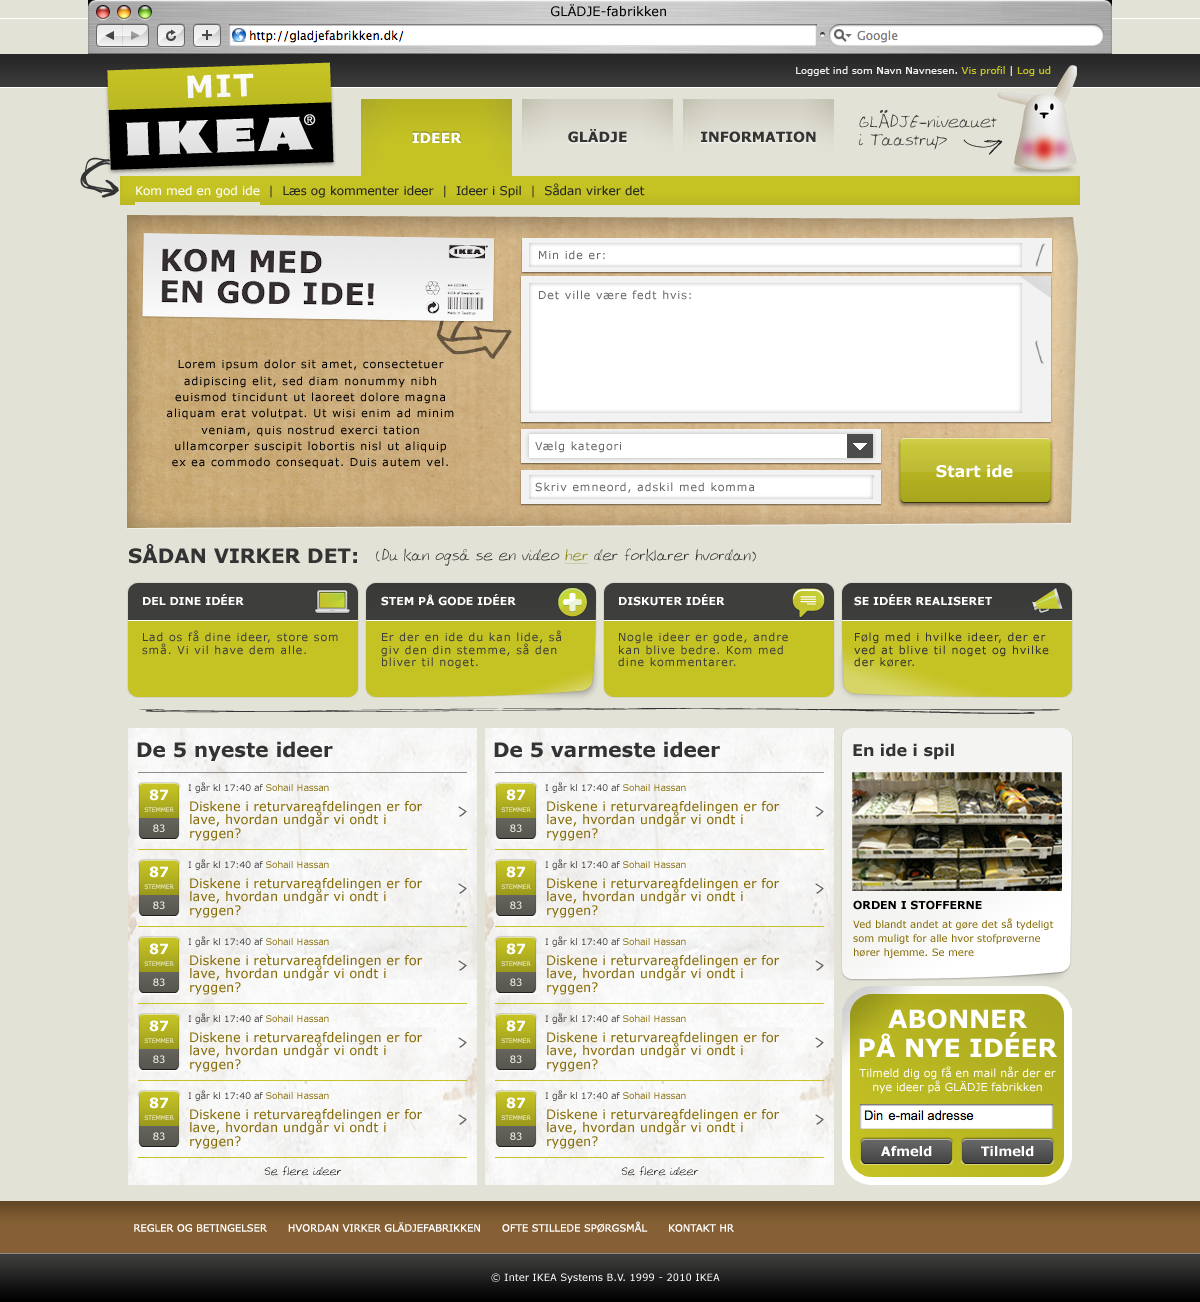 GLÄDJE-fabrikken
http://gladjefabrikken.dk/
Google
Logget ind som Navn Navnesen. Vis profil | Log ud
MIT
IKEA®
IDEER
GLÄDJE
INFORMATION
GLÄDJE-niveauet
i Taastrup
Kom med en god ide | Læs og kommenter ideer | Ideer i Spil | Sådan virker det
KOM MED
EN GOD IDE!
IKEA
Lorem ipsum dolor sit amet, consectetuer
adipiscing elit, sed diam nonummy nibh
euismod tincidunt ut laoreet dolore magna
aliquam erat volutpat. Ut wisi enim ad minim
veniam, quis nostrud exerci tation
ullamcorper suscipit lobortis nisl ut aliquip
ex ea commodo consequat. Duis autem vel.
Min ide er:
Det ville være fedt hvis:
Vælg kategori
Skriv emneord, adskil med komma
Start ide
SÅDAN VIRKER DET: (Du kan også se en video her der forklarer hvordan)
DEL DINE IDÉER
Lad os få dine ideer, store som
små. Vi vil have dem alle.
STEM PÅ GODE IDÉER
Er der en ide du kan lide, så
giv den din stemme, så den
bliver til noget.
DISKUTER IDÉER
Nogle ideer er gode, andre
kan blive bedre. Kom med
dine kommentarer.
SE IDÉER REALISERET
Følg med i hvilke ideer, der er
ved at blive til noget og hvilke
der kører.
De 5 nyeste ideer
87
STEMMER
83
I går kl 17:40 af Sohail Hassan
Diskene i returvareafdelingen er for
lave, hvordan undgår vi ondt i
ryggen?
87
STEMMER
83
I går kl 17:40 af Sohail Hassan
Diskene i returvareafdelingen er for
lave, hvordan undgår vi ondt i
ryggen?
87
STEMMER
83
I går kl 17:40 af Sohail Hassan
Diskene i returvareafdelingen er for
lave, hvordan undgår vi ondt i
ryggen?
87
STEMMER
83
I går kl 17:40 af Sohail Hassan
Diskene i returvareafdelingen er for
lave, hvordan undgår vi ondt i
ryggen?
87
STEMMER
83
I går kl 17:40 af Sohail Hassan
Diskene i returvareafdelingen er for
lave, hvordan undgår vi ondt i
ryggen?
Se flere ideer
De 5 varmeste ideer
87
STEMMER
83
I går kl 17:40 af Sohail Hassan
Diskene i returvareafdelingen er for
lave, hvordan undgår vi ondt i
ryggen?
87
STEMMER
83
I går kl 17:40 af Sohail Hassan
Diskene i returvareafdelingen er for
lave, hvordan undgår vi ondt i
ryggen?
87
STEMMER
83
I går kl 17:40 af Sohail Hassan
Diskene i returvareafdelingen er for
lave, hvordan undgår vi ondt i
ryggen?
87
STEMMER
83
I går kl 17:40 af Sohail Hassan
Diskene i returvareafdelingen er for
lave, hvordan undgår vi ondt i
ryggen?
87
STEMMER
83
I går kl 17:40 af Sohail Hassan
Diskene i returvareafdelingen er for
lave, hvordan undgår vi ondt i
ryggen?
Se flere ideer
En ide i spil
ORDEN I STOFFERNE
Ved blandt andet at gøre det så tydeligt
som muligt for alle hvor stofprøverne
hører hjemme. Se mere
ABONNER
PÅ NYE IDÉER
Tilmeld dig og få en mail når der er
nye ideer på GLÄDJE fabrikken
Din e-mail adresse
Afmeld
Tilmeld
REGLER OG BETINGELSER HVORDAN VIRKER GLÄDJEFABRIKKEN OFTE STILLEDE SPØRGSMÅL KONTAKT HR
© Inter IKEA Systems B.V. 1999 - 2010 IKEA